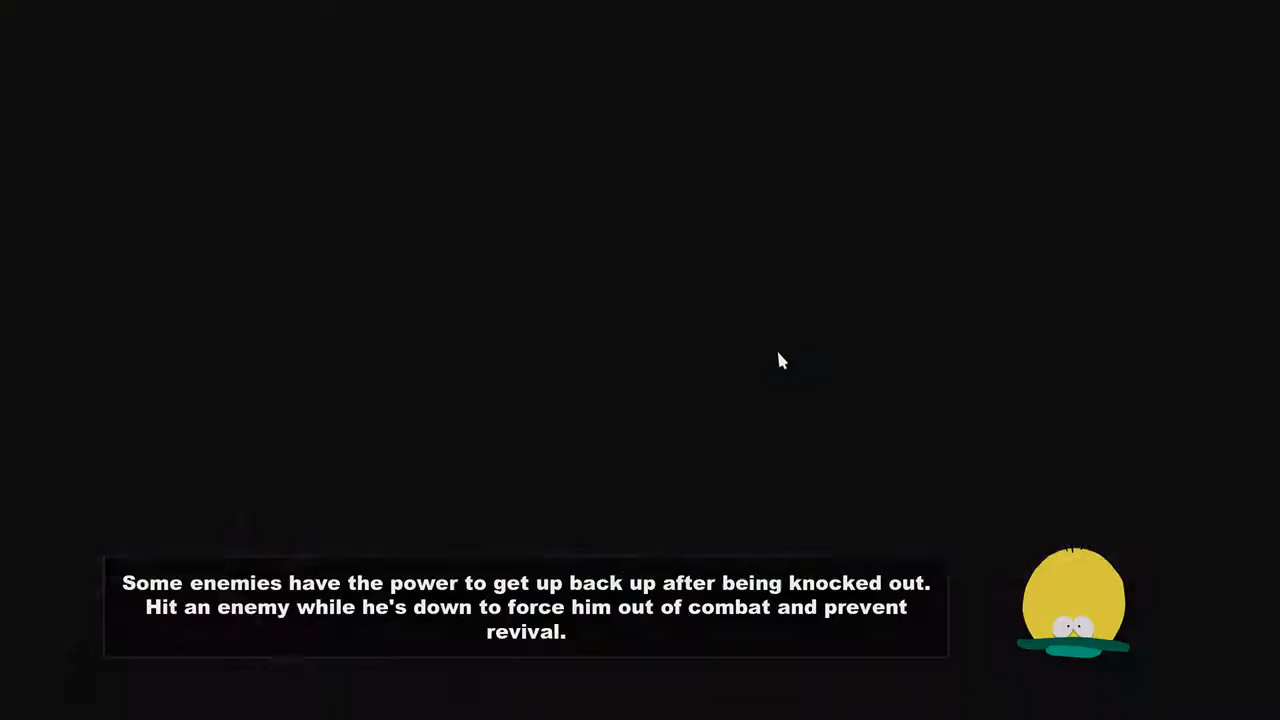 Some enemies have the power to get up back up after being knocked out.
Hit an enemy while he's down to force him out of combat and prevent
revival.